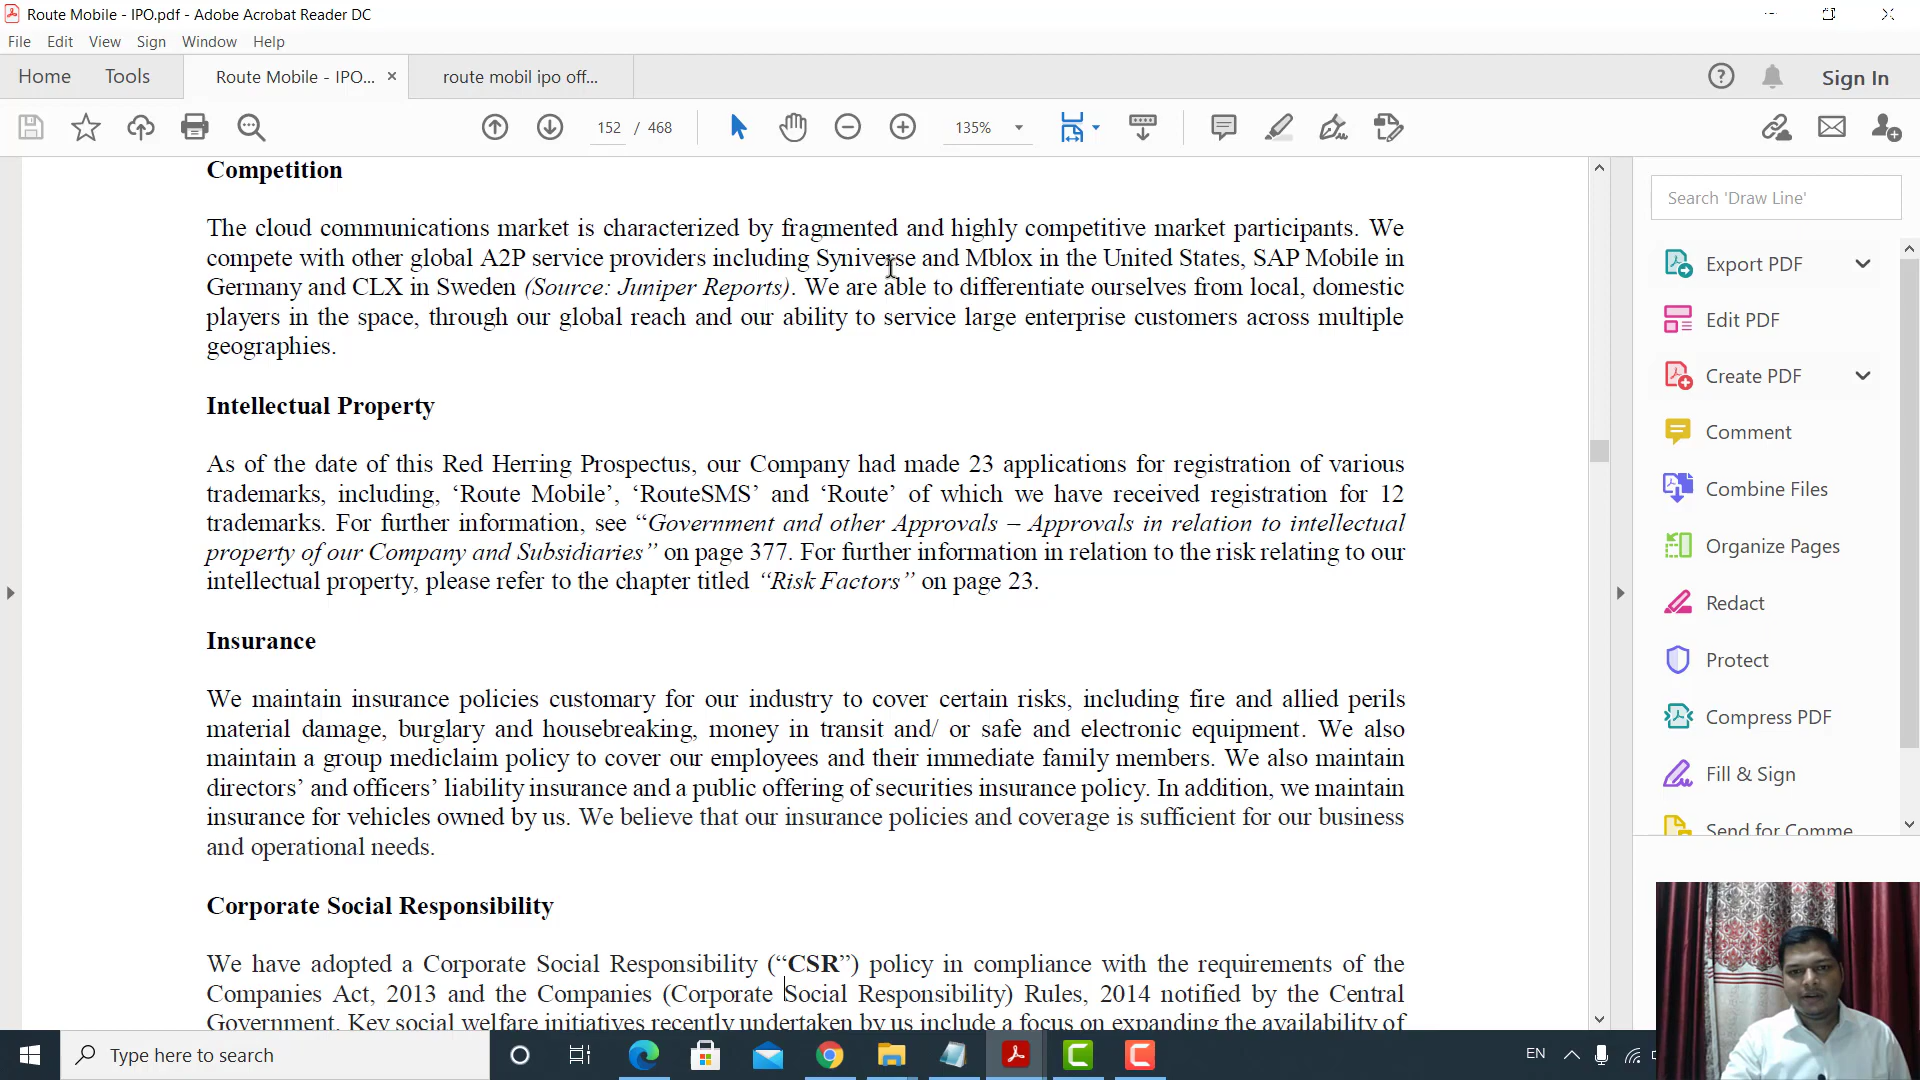 Route Mobile - IPO.pdf - Adobe Acrobat Reader DC
File Edit View Sign Window Help
Home Tools Route Mobile - IPO... × route mobil ipo off... Sign In
152 / 468 135%
Competition
The cloud communications market is characterized by fragmented and highly competitive market participants. We
compete with other global A2P service providers including Syniverse and Mblox in the United States, SAP Mobile in
Germany and CLX in Sweden (Source: Juniper Reports). We are able to differentiate ourselves from local, domestic
players in the space, through our global reach and our ability to service large enterprise customers across multiple
geographies.
Intellectual Property
As of the date of this Red Herring Prospectus, our Company had made 23 applications for registration of various
trademarks, including, ‘Route Mobile’, ‘RouteSMS’ and ‘Route’ of which we have received registration for 12
trademarks. For further information, see “Government and other Approvals – Approvals in relation to intellectual
property of our Company and Subsidiaries” on page 377. For further information in relation to the risk relating to our
intellectual property, please refer to the chapter titled “Risk Factors” on page 23.
Insurance
We maintain insurance policies customary for our industry to cover certain risks, including fire and allied perils
material damage, burglary and housebreaking, money in transit and/ or safe and electronic equipment. We also
maintain a group mediclaim policy to cover our employees and their immediate family members. We also maintain
directors’ and officers’ liability insurance and a public offering of securities insurance policy. In addition, we maintain
insurance for vehicles owned by us. We believe that our insurance policies and coverage is sufficient for our business
and operational needs.
Corporate Social Responsibility
We have adopted a Corporate Social Responsibility (“CSR”) policy in compliance with the requirements of the
Companies Act, 2013 and the Companies (Corporate Social Responsibility) Rules, 2014 notified by the Central
Government. Key social welfare initiatives recently undertaken by us include a focus on expanding the availability of
Search 'Draw Line'
Export PDF
Edit PDF
Create PDF
Comment
Combine Files
Organize Pages
Redact
Protect
Compress PDF
Fill & Sign
Send for Comme
Type here to search
EN